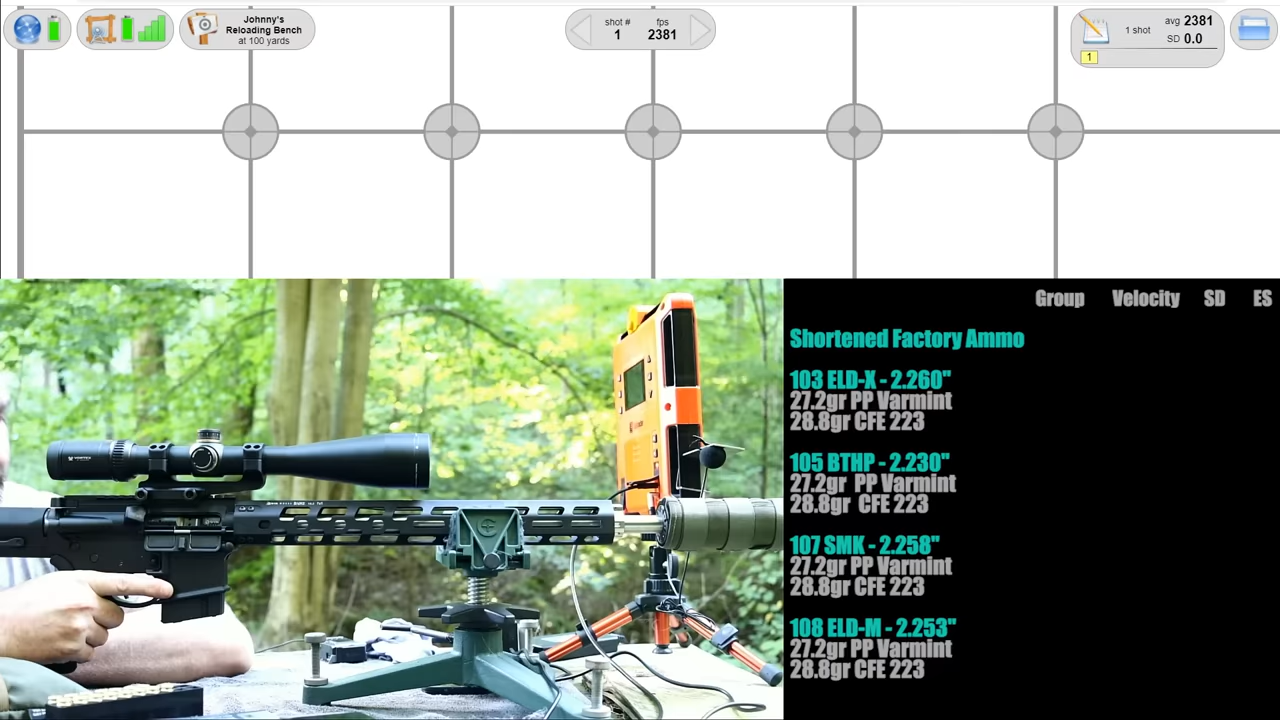 Johnny's
Reloading Bench
at 100 yards
shot # fps
1 2381
1 shot
avg 2381
SD 0.0
1
Group Velocity SD ES
Shortened Factory Ammo
103 ELD-X - 2.260"
27.2gr PP Varmint
28.8gr CFE 223
105 BTHP - 2.230"
27.2gr PP Varmint
28.8gr CFE 223
107 SMK - 2.258"
27.2gr PP Varmint
28.8gr CFE 223
108 ELD-M - 2.253"
27.2gr PP Varmint
28.8gr CFE 223
VORTEX